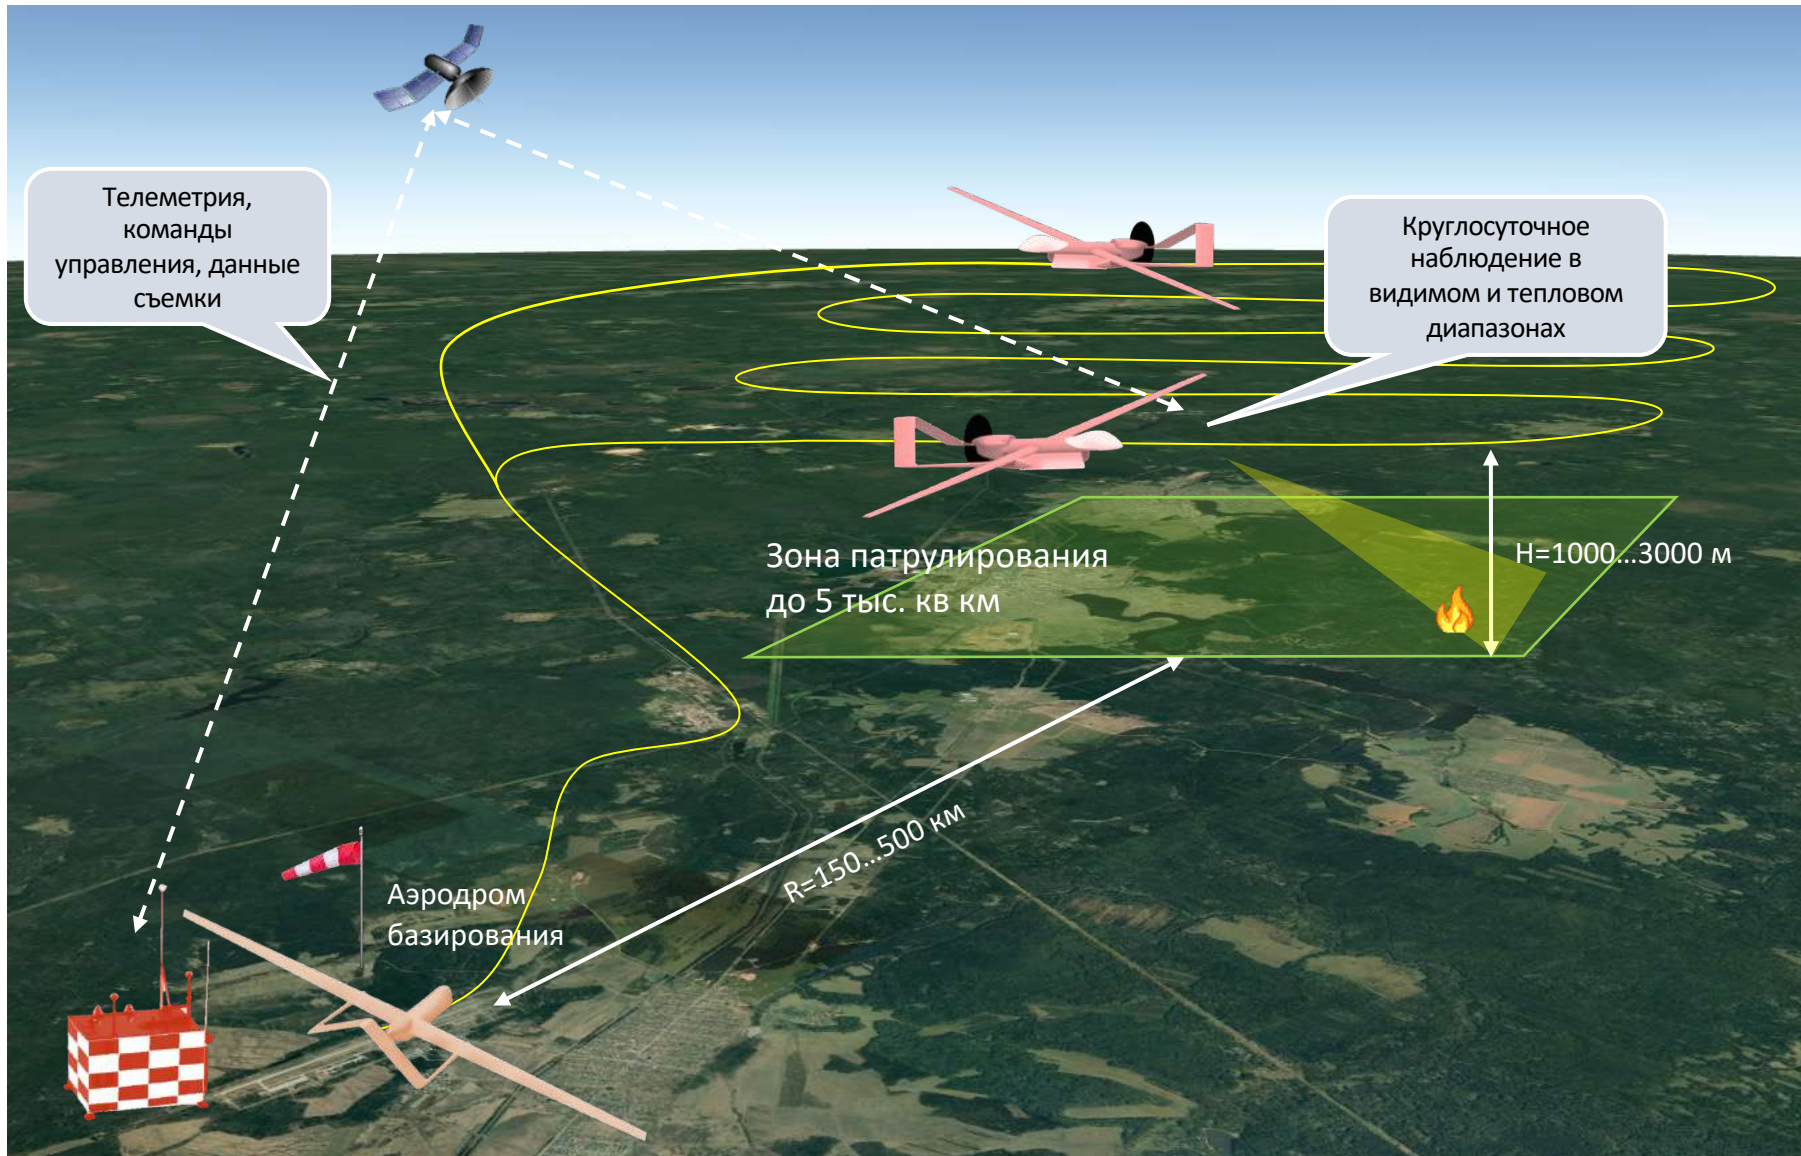 Телеметрия,
команды
управления, данные
съемки
Круглосуточное
наблюдение в
видимом и тепловом
диапазонах
Зона патрулирования
до 5 тыс. кв км
H=1000...3000 м
R=150...500 км
Аэродром
базирования